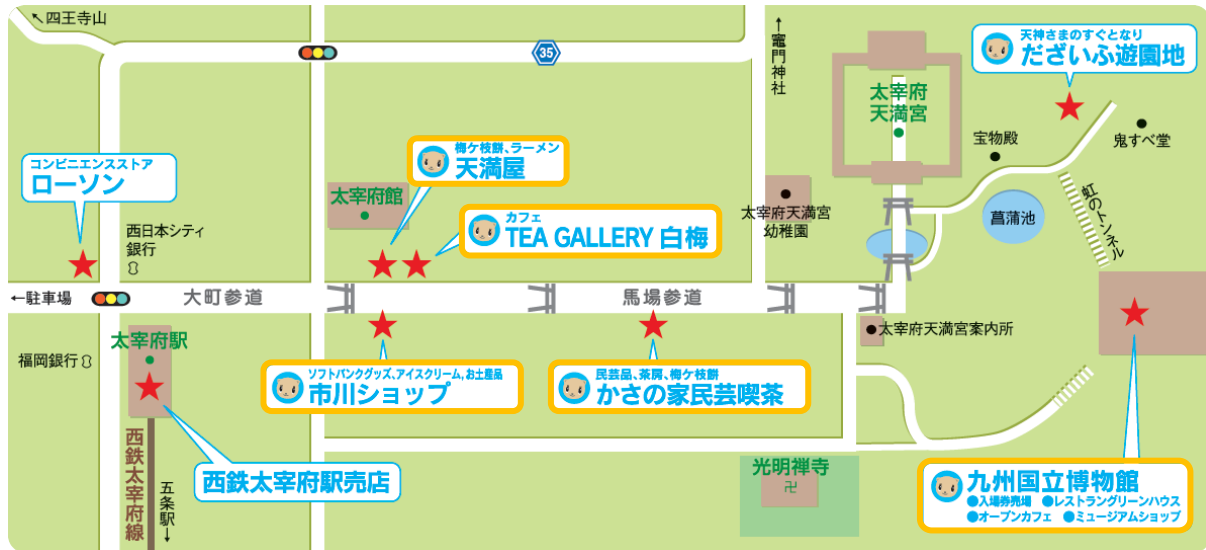 ↖四王寺山
35
↑竈門神社
天神さまのすぐとなり
だざいふ遊園地
太宰府
天満宮
宝物殿
鬼すべ堂
コンビニエンスストア
ローソン
梅ケ枝餅、ラーメン
天満屋
太宰府館
カフェ
TEA GALLERY 白梅
太宰府天満宮
幼稚園
菖蒲池
虹のトンネル
西日本シティ
銀行
←駐車場
大町参道
馬場参道
太宰府天満宮案内所
太宰府駅
福岡銀行
ソフトバンクグッズ、アイスクリーム、お土産品
市川ショップ
民芸品、茶房、梅ケ枝餅
かさの家民芸喫茶
西鉄太宰府線
五条駅↓
西鉄太宰府駅売店
光明禅寺
卍
九州国立博物館
●入場券売場 ●レストラングリーンハウス
●オープンカフェ ●ミュージアムショップ